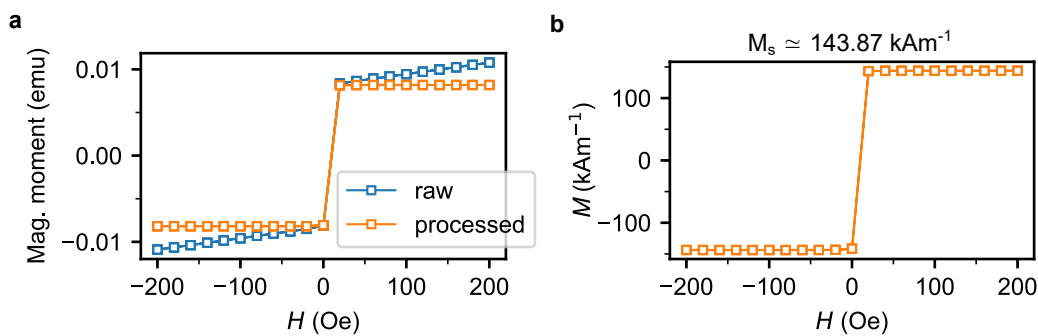 a
Mag. moment (emu)
0.01
0.00
−0.01
−200
−100
0
100
200
H (Oe)
raw
processed
b
Mₛ ≃ 143.87 kAm⁻¹
M (kAm⁻¹)
100
0
−100
−200
−100
0
100
200
H (Oe)